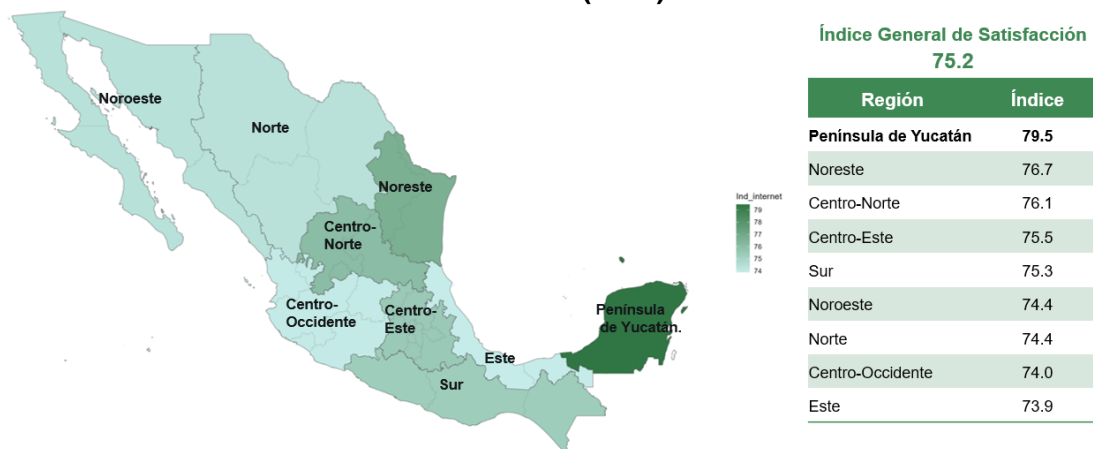 Noroeste
Norte
Noreste
Centro-
Norte
Centro-
Occidente
Centro-
Este
Este
Sur
Península
de Yucatán.
Ind_internet
79
78
77
76
75
74
Índice General de Satisfacción
75.2
Región Índice
Península de Yucatán 79.5
Noreste 76.7
Centro-Norte 76.1
Centro-Este 75.5
Sur 75.3
Noroeste 74.4
Norte 74.4
Centro-Occidente 74.0
Este 73.9